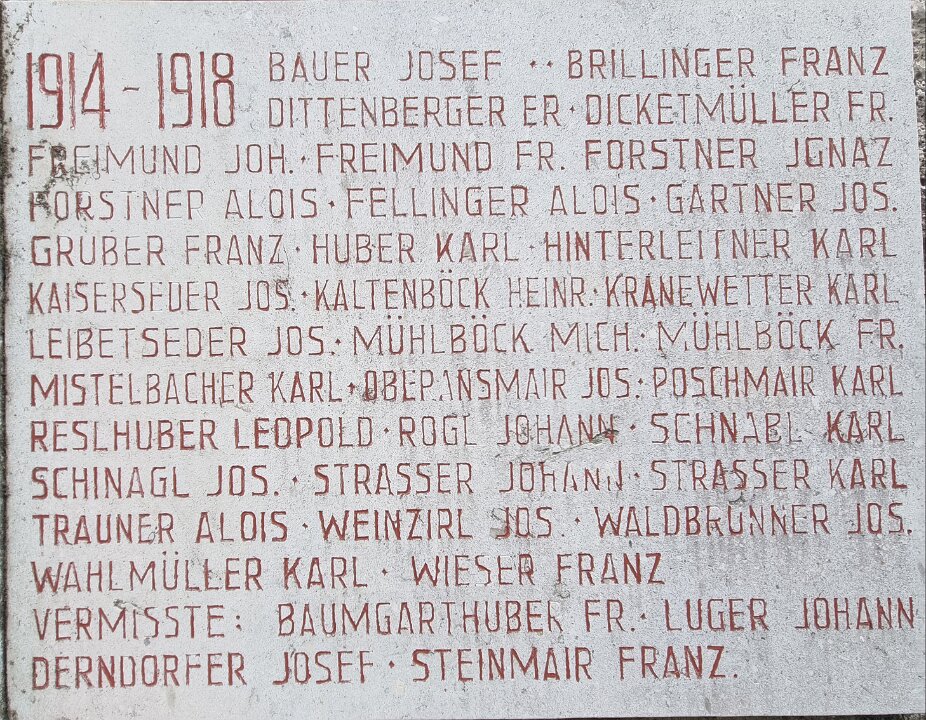 1914 - 1918 BAUER JOSEF ·· BRILLINGER FRANZ
DITTENBERGER ER · DICKETMÜLLER FR.
FREIMUND JOH. · FREIMUND FR. FORSTNER JGNAZ
FORSTNER ALOIS · FELLINGER ALOIS · GARTNER JOS.
GRUBER FRANZ · HUBER KARL · HINTERLEITNER KARL
KAISERSEDER JOS. · KALTENBÖCK HEINR. · KRANEWETTER KARL
LEIBETSEDER JOS. · MÜHLBÖCK MICH. · MÜHLBÖCK FR.
MISTELBACHER KARL · OBERANSMAIR JOS. · POSCHMAIR KARL
RESLHUBER LEOPOLD · ROGL JOHANN · SCHNABL KARL
SCHINAGL JOS. · STRASSER JOHANN · STRASSER KARL
TRAUNER ALOIS · WEINZIRL JOS. · WALDBRUNNER JOS.
WAHLMÜLLER KARL · WIESER FRANZ
VERMISSTE: BAUMGARTHUBER FR. · LUGER JOHANN
DERNDORFER JOSEF · STEINMAIR FRANZ.